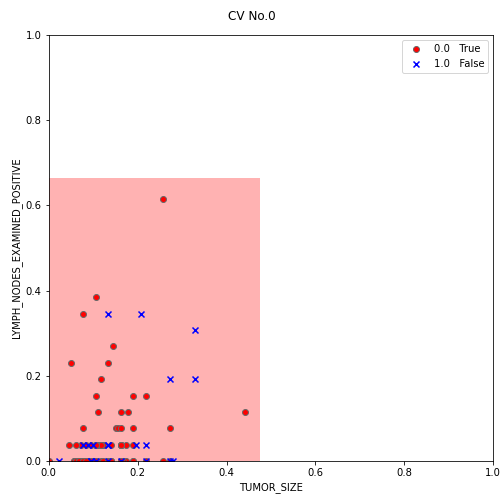 CV No.0
1.0
0.0 True
1.0 False
0.8
0.6
LYMPH_NODES_EXAMINED_POSITIVE
0.4
0.2
0.0
0.0 0.2 0.4 0.6 0.8 1.0
TUMOR_SIZE